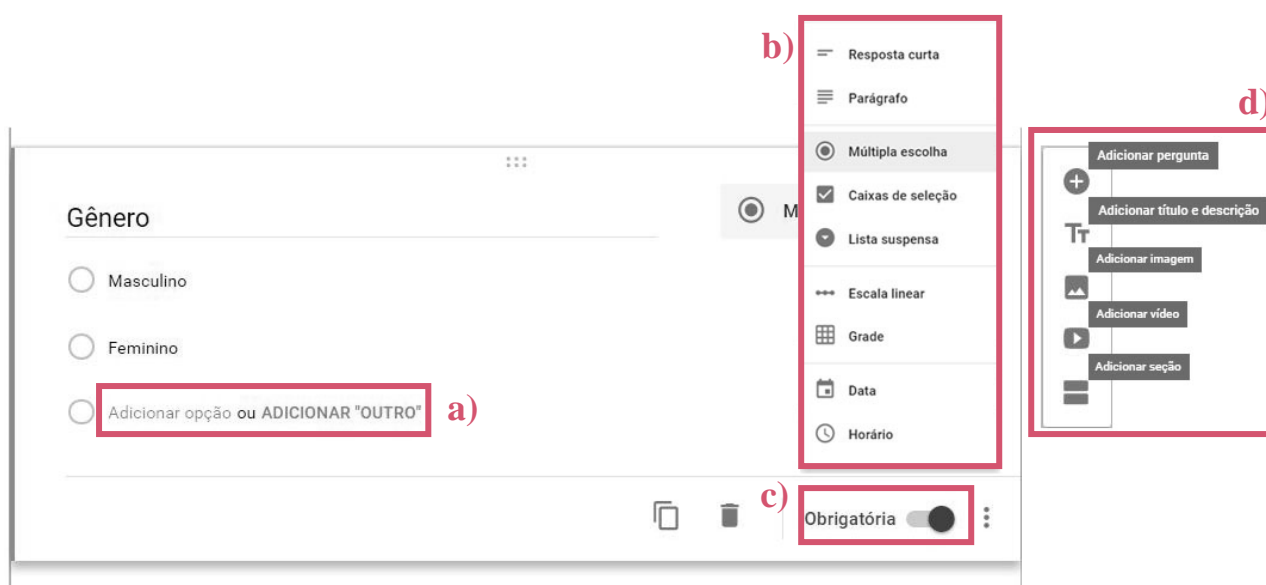 b)
Resposta curta
Parágrafo
d)
Múltipla escolha
Adicionar pergunta
Caixas de seleção
Gênero
M
Adicionar título e descrição
Lista suspensa
Tт
Adicionar imagem
Masculino
Escala linear
Adicionar vídeo
Grade
Feminino
Adicionar seção
Data
Adicionar opção ou ADICIONAR "OUTRO"
a)
Horário
c)
Obrigatória